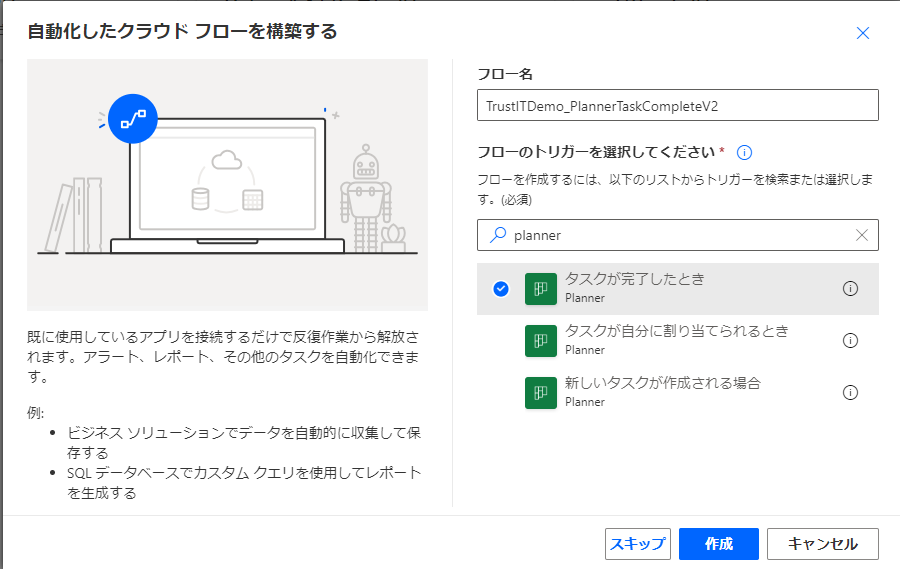 自動化したクラウド フローを構築する
既に使用しているアプリを接続するだけで反復作業から解放さ
れます。アラート、レポート、その他のタスクを自動化できま
す。
例:
• ビジネス ソリューションでデータを自動的に収集して保
存する
• SQL データベースでカスタム クエリを使用してレポート
を生成する
フロー名
TrustITDemo_PlannerTaskCompleteV2
フローのトリガーを選択してください *
フローを作成するには、以下のリストからトリガーを検索または選択しま
す。(必須)
planner
タスクが完了したとき
Planner
タスクが自分に割り当てられるとき
Planner
新しいタスクが作成される場合
Planner
スキップ
作成
キャンセル